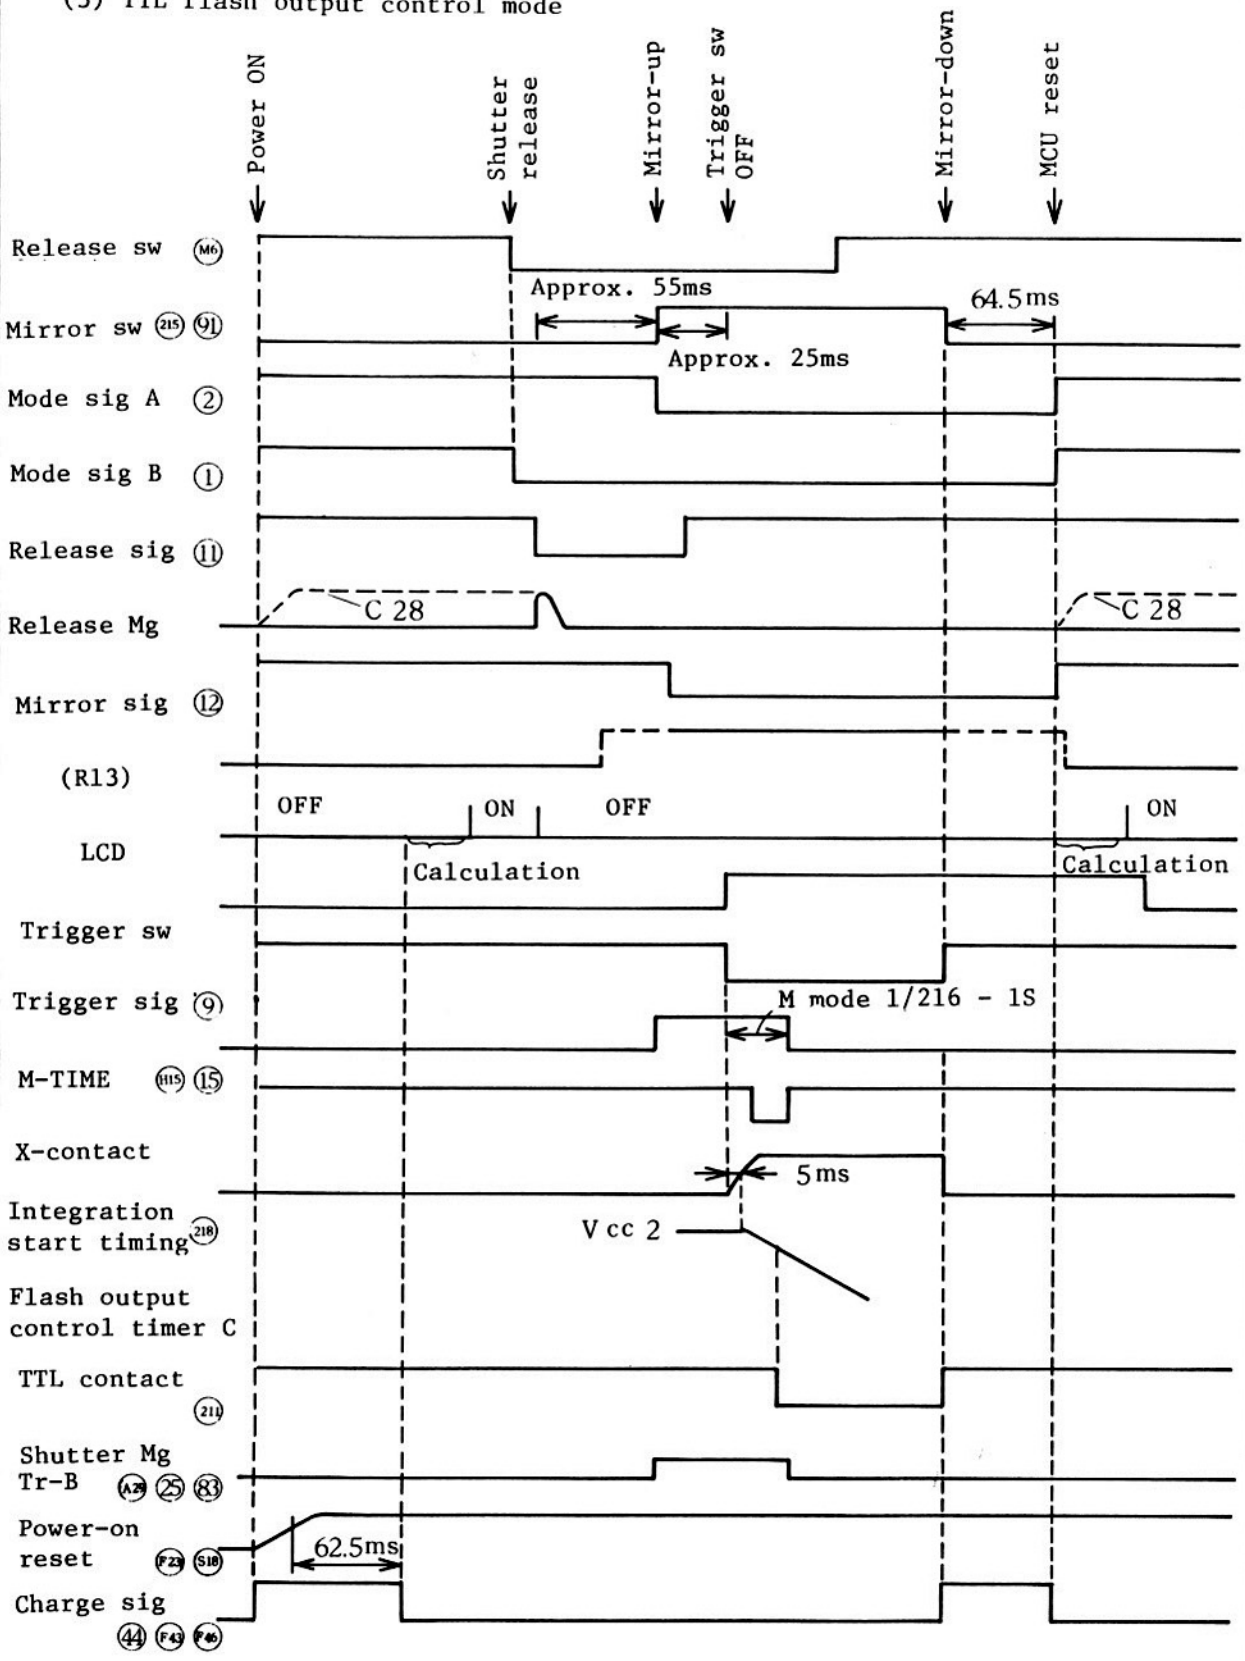 (3) TTL flash output control mode
Power ON
Shutter
release
Mirror-up
Trigger sw
OFF
Mirror-down
MCU reset
Release sw M6
Approx. 55ms
64.5ms
Mirror sw 215 91
Approx. 25ms
Mode sig A 2
Mode sig B 1
Release sig 11
C 28
C 28
Release Mg
Mirror sig 12
(R13)
OFF ON OFF ON
LCD
Calculation
Calculation
Trigger sw
Trigger sig 9
M mode 1/216 - 1S
M-TIME H15 15
X-contact
5ms
Integration
start timing 218
Vcc 2
Flash output
control timer C
TTL contact
211
Shutter Mg
Tr-B A29 25 83
Power-on
reset F23 S18
62.5ms
Charge sig
44 F43 F46